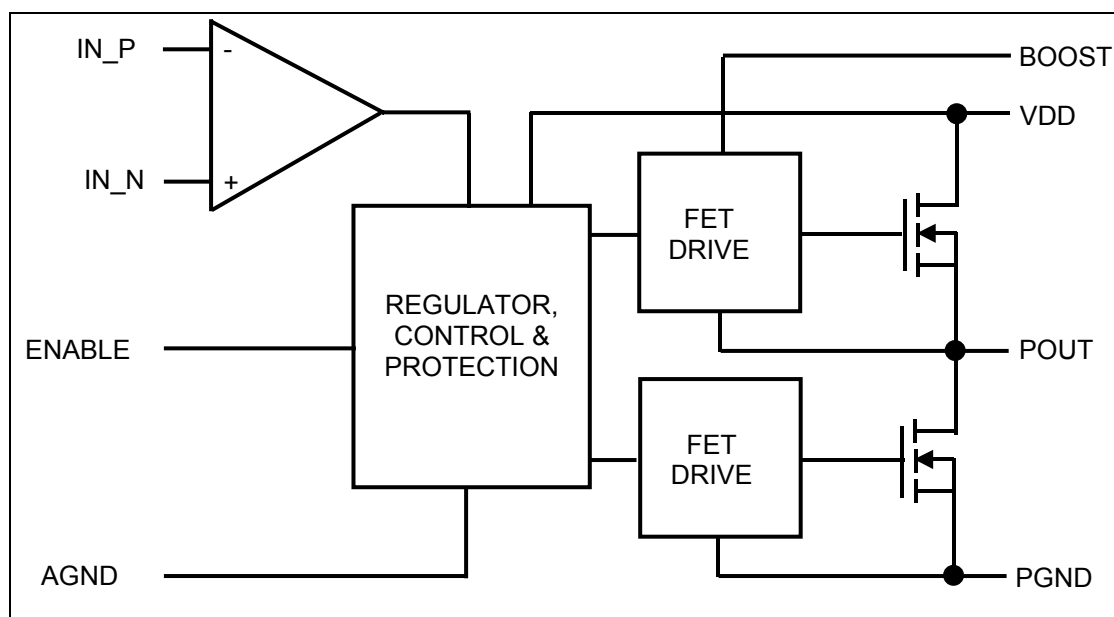 IN_P
-
BOOST
VDD
IN_N
+
FET
DRIVE
REGULATOR,
CONTROL &
PROTECTION
ENABLE
POUT
FET
DRIVE
AGND
PGND